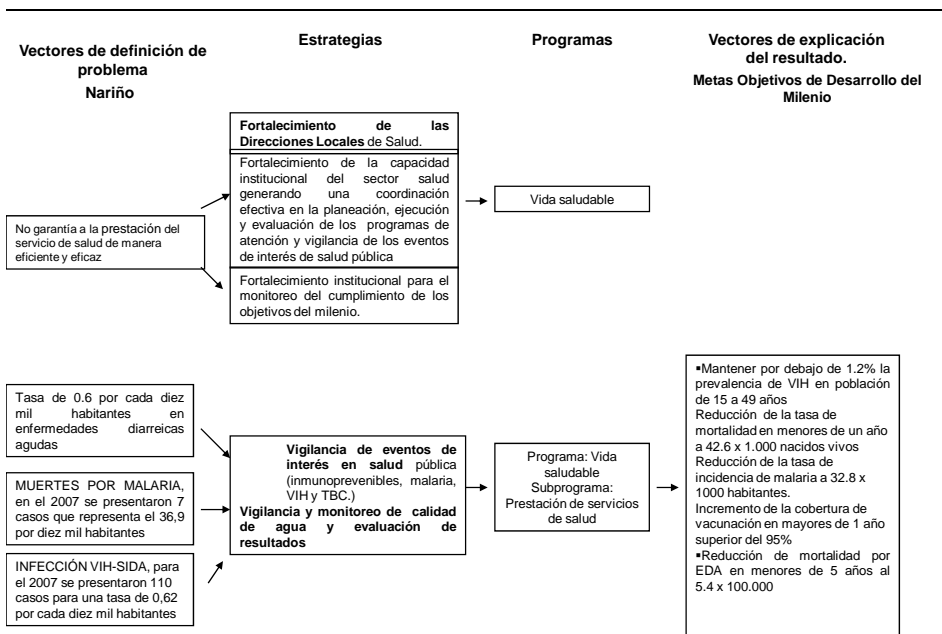 Vectores de definición de
problema
Nariño
Estrategias
Programas
Vectores de explicación
del resultado.
Metas Objetivos de Desarrollo del
Milenio
No garantía a la prestación del
servicio de salud de manera
eficiente y eficaz
Fortalecimiento de las
Direcciones Locales de Salud.
Fortalecimiento de la capacidad
institucional del sector salud
generando una coordinación
efectiva en la planeación, ejecución
y evaluación de los programas de
atención y vigilancia de los eventos
de interés de salud pública
Fortalecimiento institucional para el
monitoreo del cumplimiento de los
objetivos del milenio.
Vida saludable
Tasa de 0.6 por cada diez
mil habitantes en
enfermedades diarreicas
agudas
MUERTES POR MALARIA,
en el 2007 se presentaron 7
casos que representa el 36,9
por diez mil habitantes
INFECCIÓN VIH-SIDA, para
el 2007 se presentaron 110
casos para una tasa de 0,62
por cada diez mil habitantes
Vigilancia de eventos de
interés en salud pública
(inmunoprevenibles, malaria,
VIH y TBC.)
Vigilancia y monitoreo de calidad
de agua y evaluación de
resultados
Programa: Vida
saludable
Subprograma:
Prestación de servicios
de salud
▪Mantener por debajo de 1.2% la
prevalencia de VIH en población
de 15 a 49 años
Reducción de la tasa de
mortalidad en menores de un año
a 42.6 x 1.000 nacidos vivos
Reducción de la tasa de
incidencia de malaria a 32.8 x
1000 habitantes.
Incremento de la cobertura de
vacunación en mayores de 1 año
superior del 95%
▪Reducción de mortalidad por
EDA en menores de 5 años al
5.4 x 100.000